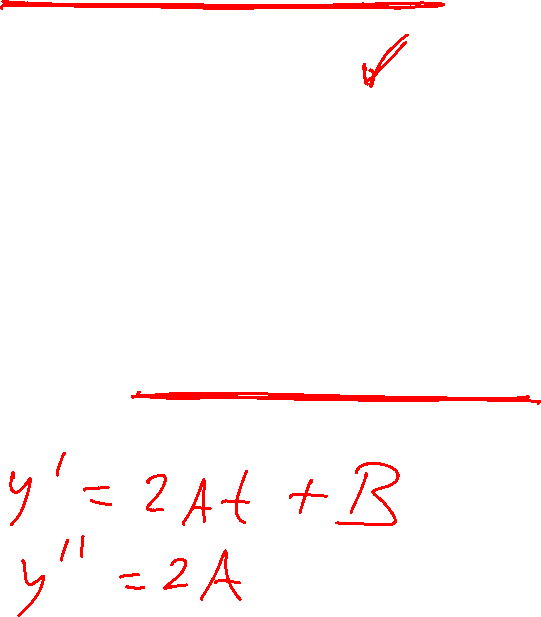 y' = 2At + B
y'' = 2A